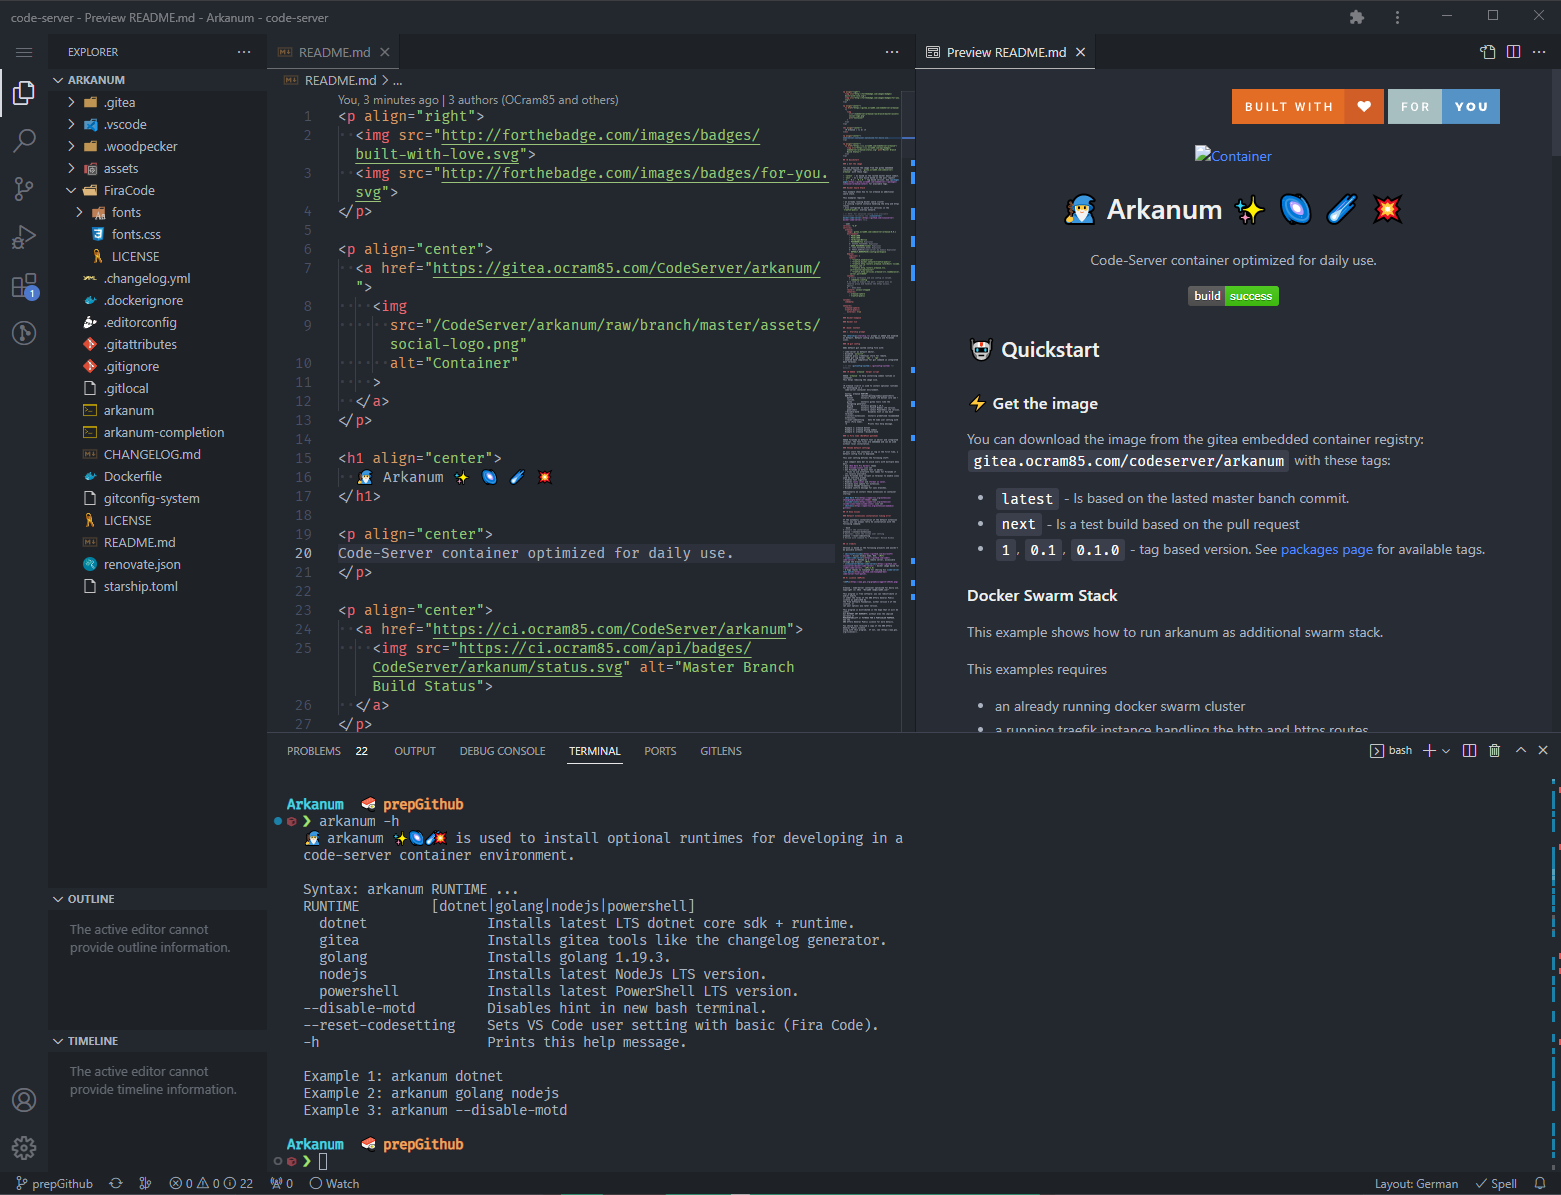 code-server - Preview README.md - Arkanum - code-server
EXPLORER
ARKANUM
.gitea
.vscode
.woodpecker
assets
FiraCode
fonts
fonts.css
LICENSE
.changelog.yml
.dockerignore
.editorconfig
.gitattributes
.gitignore
.gitlocal
arkanum
arkanum-completion
CHANGELOG.md
Dockerfile
gitconfig-system
LICENSE
README.md
renovate.json
starship.toml
OUTLINE
The active editor cannot
provide outline information.
TIMELINE
The active editor cannot
provide timeline information.
1
README.md
README.md > ...
You, 3 minutes ago | 3 authors (OCram85 and others)
1 <p align="right">
2 <img src="http://forthebadge.com/images/badges/
built-with-love.svg">
3 <img src="http://forthebadge.com/images/badges/for-you.
svg">
4 </p>
5
6 <p align="center">
7 <a href="https://gitea.ocram85.com/CodeServer/arkanum/
">
8 <img
9 src="/CodeServer/arkanum/raw/branch/master/assets/
social-logo.png"
10 alt="Container"
11 >
12 </a>
13 </p>
14
15 <h1 align="center">
16 🧙‍♂️ Arkanum ✨ 🌀 ☄️ 💥
17 </h1>
18
19 <p align="center">
20 Code-Server container optimized for daily use.
21 </p>
22
23 <p align="center">
24 <a href="https://ci.ocram85.com/CodeServer/arkanum">
25 <img src="https://ci.ocram85.com/api/badges/
CodeServer/arkanum/status.svg" alt="Master Branch
Build Status">
26 </a>
27 </p>
Preview README.md
BUILT WITH ❤ FOR YOU
Container
🧙‍♂️ Arkanum ✨ 🌀 ☄️ 💥
Code-Server container optimized for daily use.
build success
🤖 Quickstart
⚡ Get the image
You can download the image from the gitea embedded container registry:
gitea.ocram85.com/codeserver/arkanum with these tags:
• latest - Is based on the lasted master banch commit.
• next - Is a test build based on the pull request
• 1, 0.1, 0.1.0 - tag based version. See packages page for available tags.
Docker Swarm Stack
This example shows how to run arkanum as additional swarm stack.
This examples requires
• an already running docker swarm cluster
• a running traefik instance handling the http and https routes
PROBLEMS 22 OUTPUT DEBUG CONSOLE TERMINAL PORTS GITLENS
bash
Arkanum prepGithub
❯ arkanum -h
🧙‍♂️ arkanum ✨🌀☄️💥 is used to install optional runtimes for developing in a
code-server container environment.
Syntax: arkanum RUNTIME ...
RUNTIME [dotnet|golang|nodejs|powershell]
dotnet Installs latest LTS dotnet core sdk + runtime.
gitea Installs gitea tools like the changelog generator.
golang Installs golang 1.19.3.
nodejs Installs latest NodeJs LTS version.
powershell Installs latest PowerShell LTS version.
--disable-motd Disables hint in new bash terminal.
--reset-codesetting Sets VS Code user setting with basic (Fira Code).
-h Prints this help message.
Example 1: arkanum dotnet
Example 2: arkanum golang nodejs
Example 3: arkanum --disable-motd
Arkanum prepGithub
❯
prepGithub 0 0 22 0 Watch Layout: German Spell